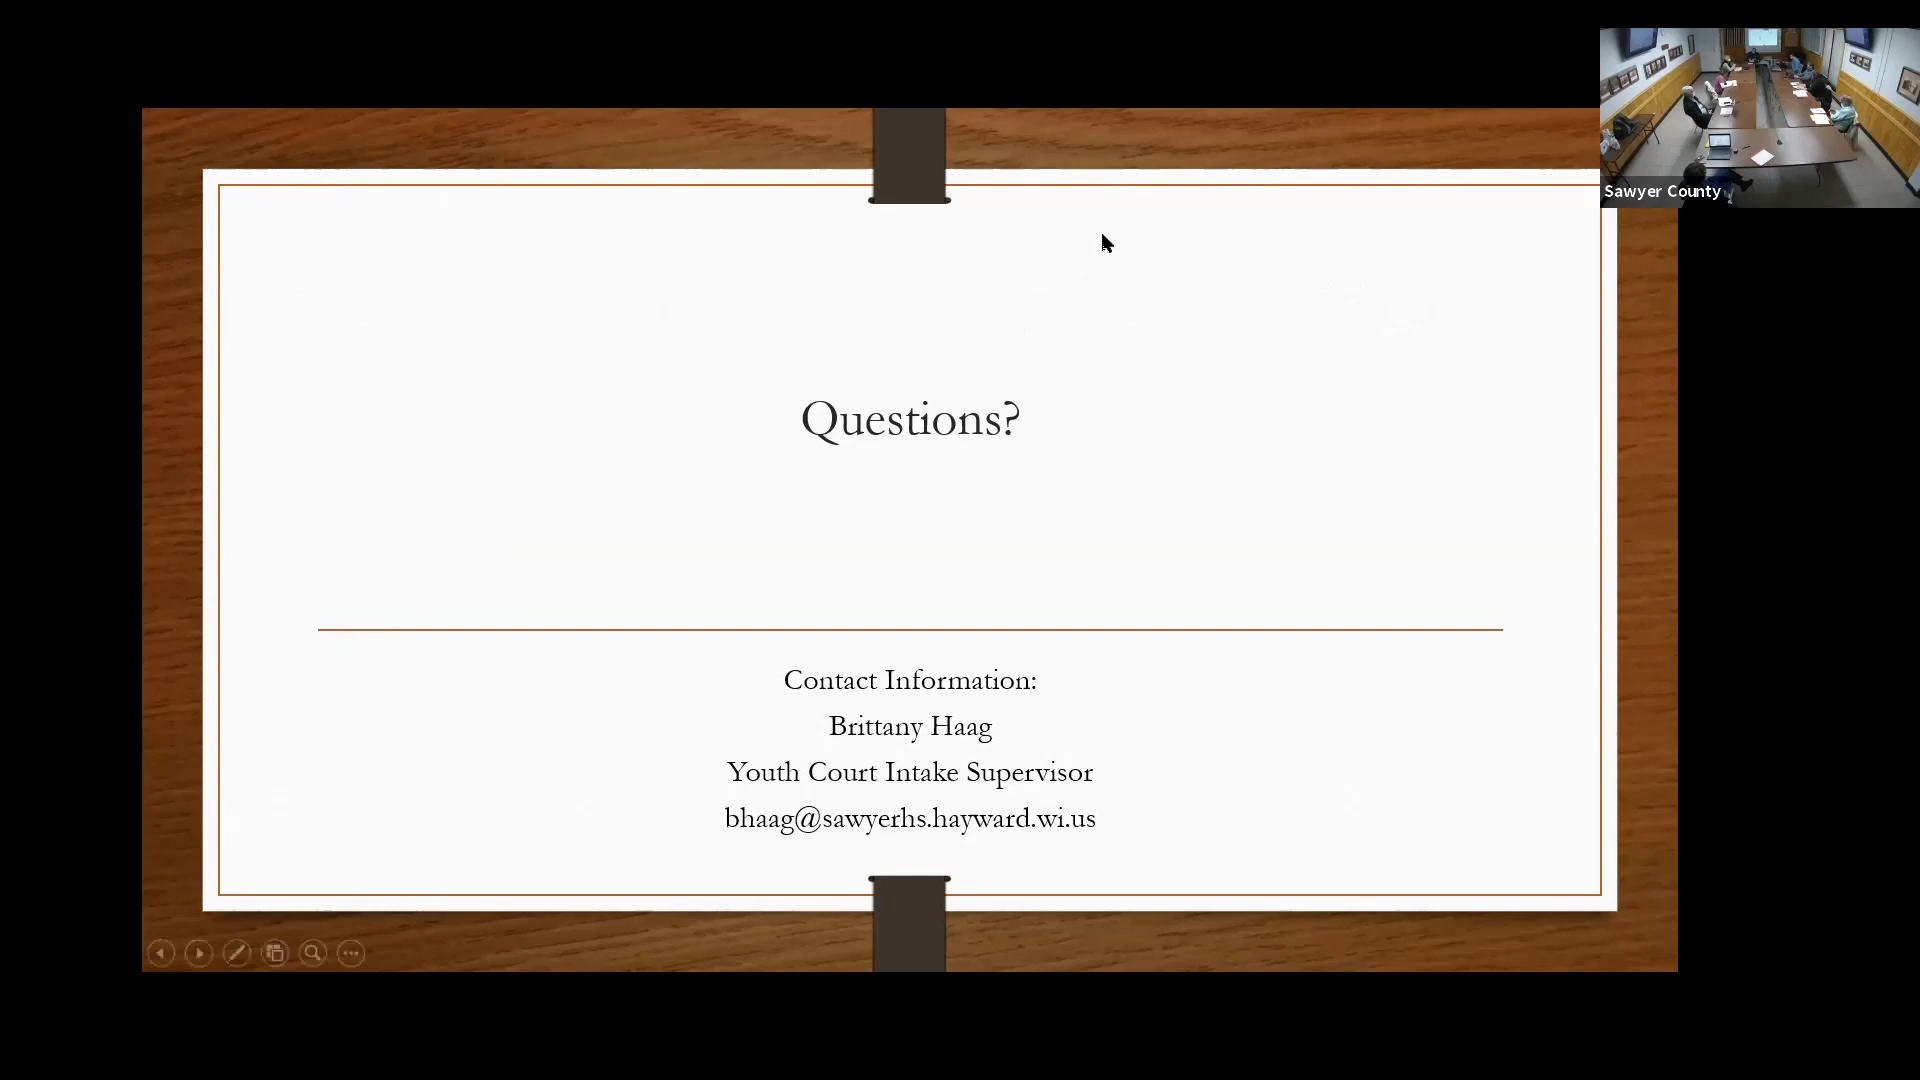 Sawyer County
Questions?
Contact Information:
Brittany Haag
Youth Court Intake Supervisor
bhaag@sawyerhs.hayward.wi.us